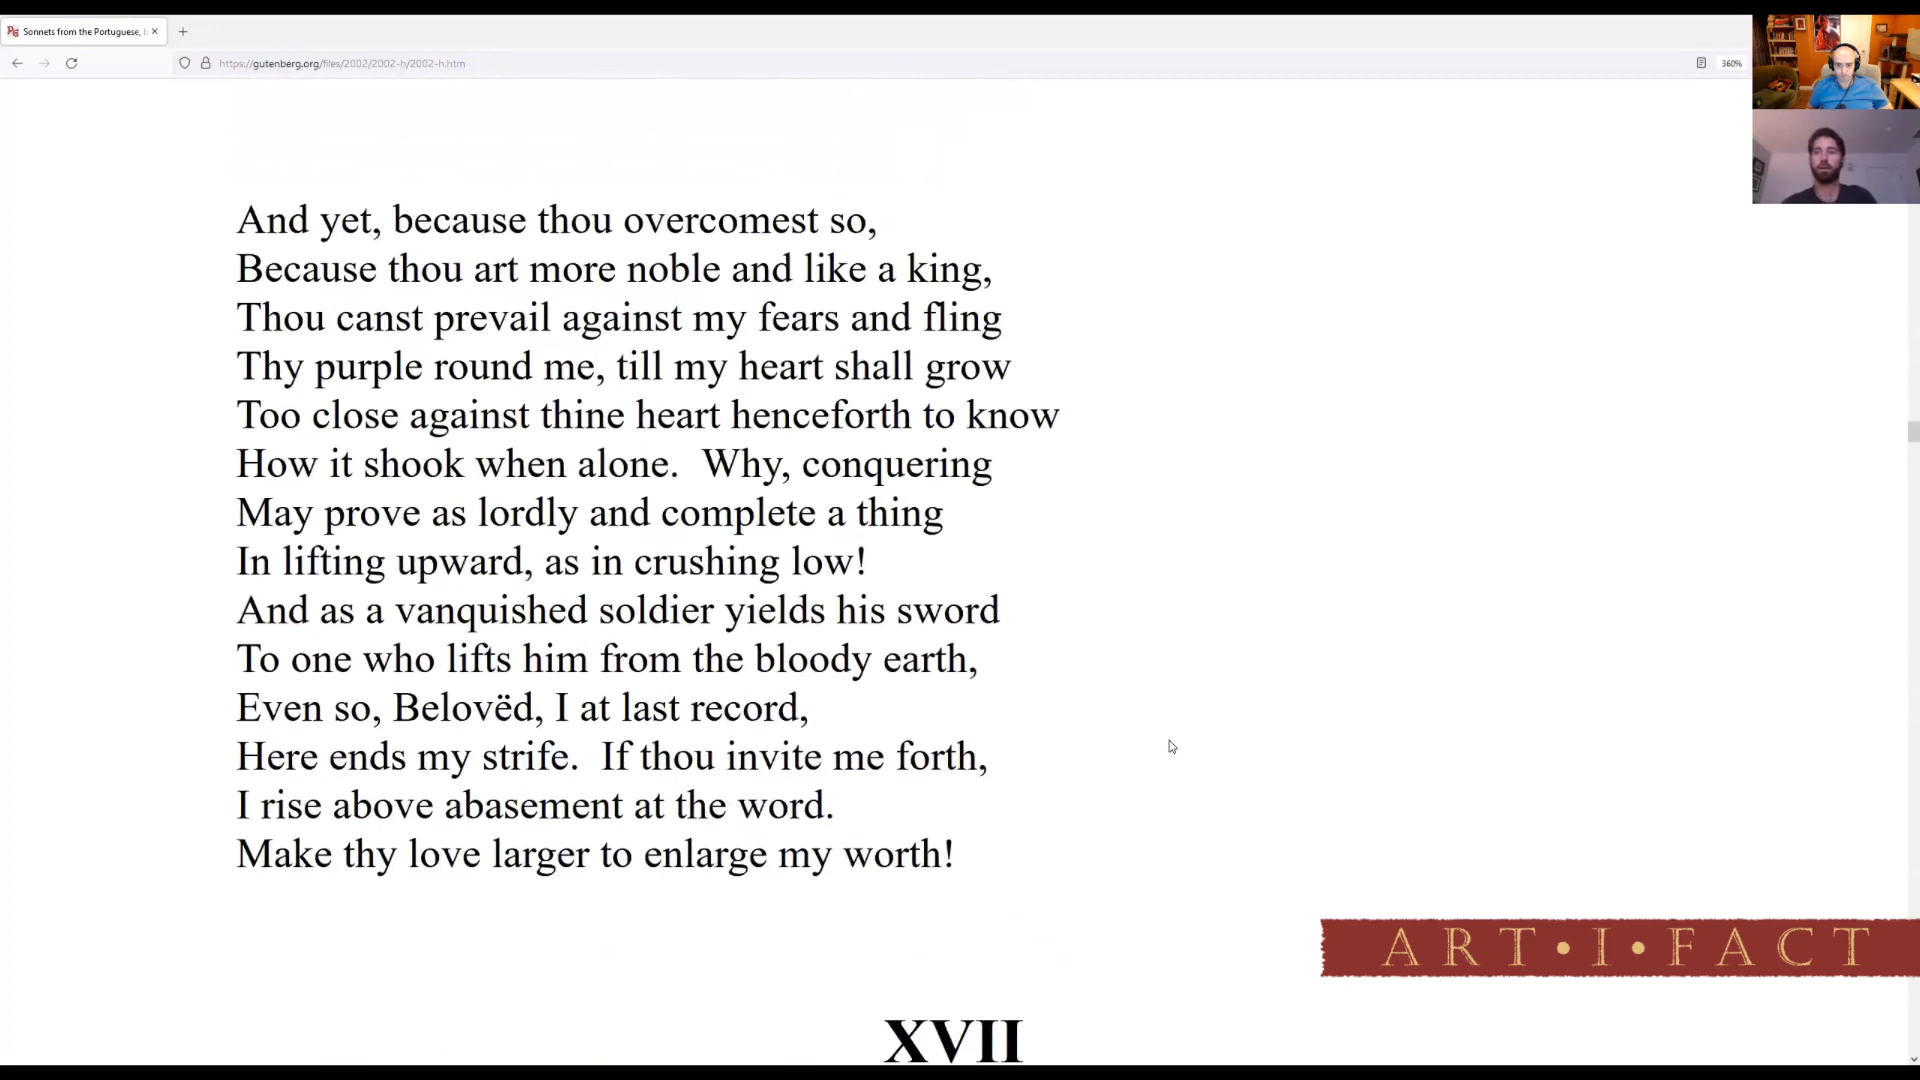 Sonnets from the Portuguese,
https://gutenberg.org/files/2002/2002-h/2002-h.htm
360%
And yet, because thou overcomest so,
Because thou art more noble and like a king,
Thou canst prevail against my fears and fling
Thy purple round me, till my heart shall grow
Too close against thine heart henceforth to know
How it shook when alone.  Why, conquering
May prove as lordly and complete a thing
In lifting upward, as in crushing low!
And as a vanquished soldier yields his sword
To one who lifts him from the bloody earth,
Even so, Belovëd, I at last record,
Here ends my strife.  If thou invite me forth,
I rise above abasement at the word.
Make thy love larger to enlarge my worth!
ART•I•FACT
XVII